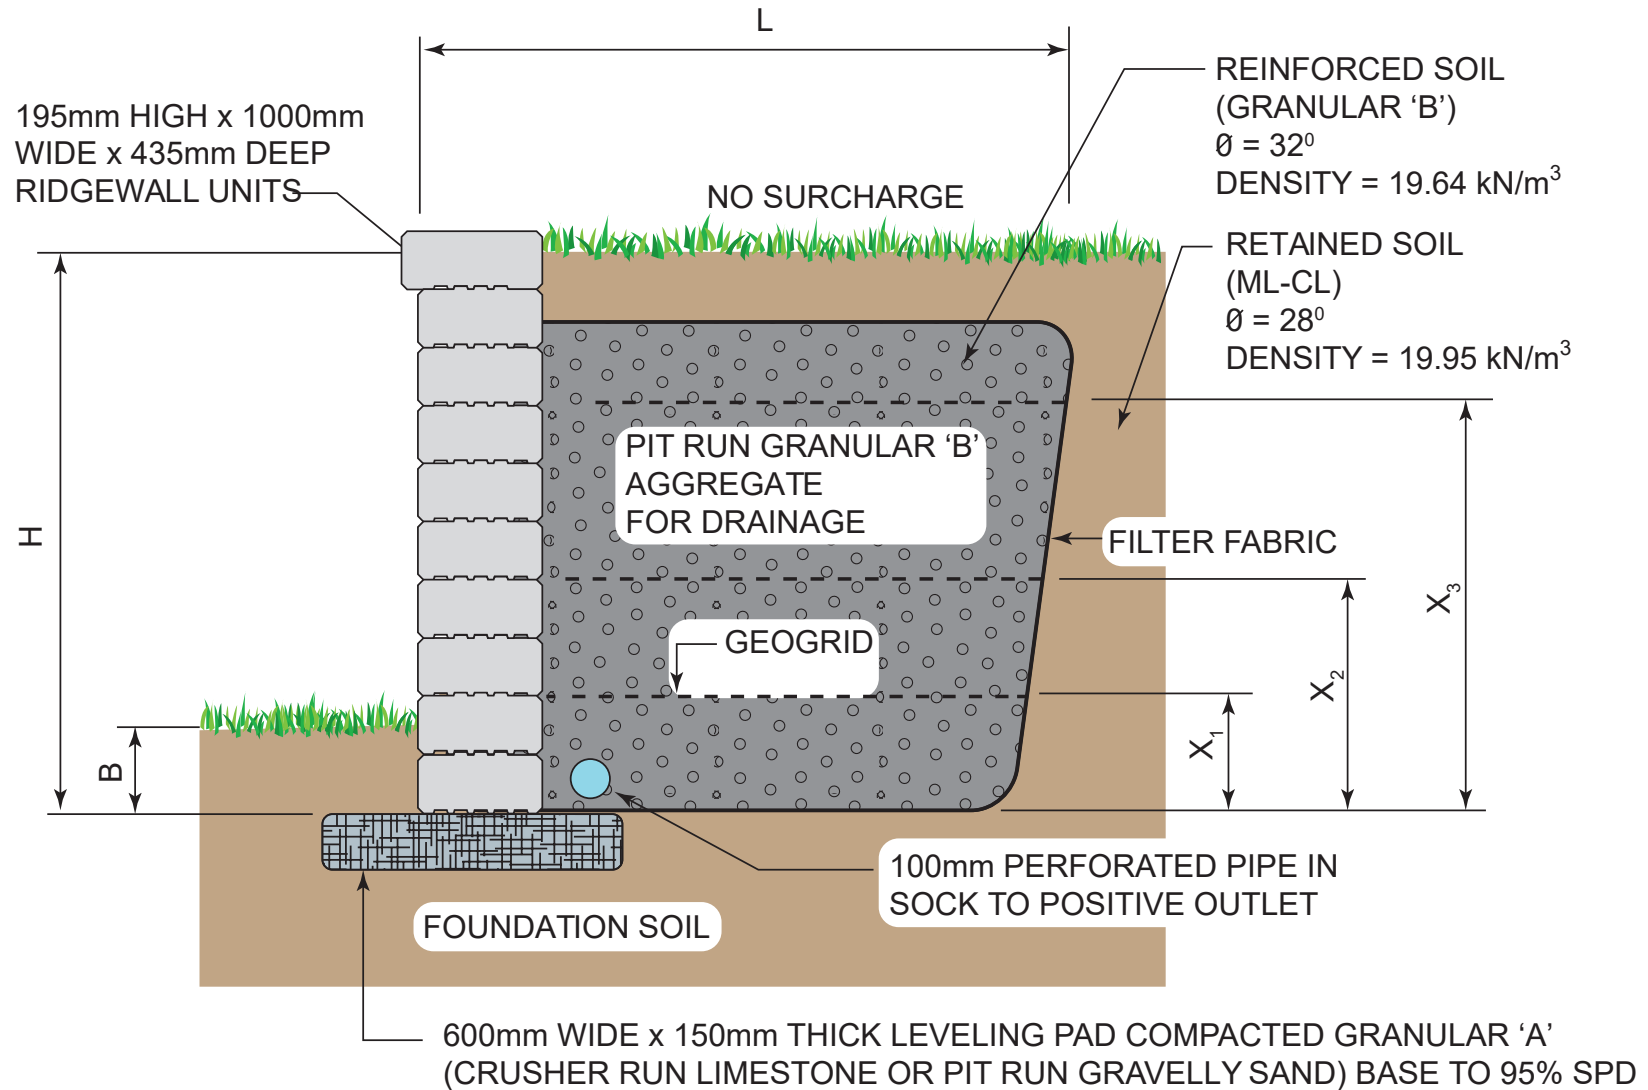 L
195mm HIGH x 1000mm
WIDE x 435mm DEEP
RIDGEWALL UNITS
NO SURCHARGE
REINFORCED SOIL
(GRANULAR ‘B’)
Ø = 32⁰
DENSITY = 19.64 kN/m³
RETAINED SOIL
(ML-CL)
Ø = 28⁰
DENSITY = 19.95 kN/m³
PIT RUN GRANULAR ‘B’
AGGREGATE
FOR DRAINAGE
FILTER FABRIC
H
X₃
GEOGRID
X₂
X₁
B
100mm PERFORATED PIPE IN
SOCK TO POSITIVE OUTLET
FOUNDATION SOIL
600mm WIDE x 150mm THICK LEVELING PAD COMPACTED GRANULAR ‘A’
(CRUSHER RUN LIMESTONE OR PIT RUN GRAVELLY SAND) BASE TO 95% SPD